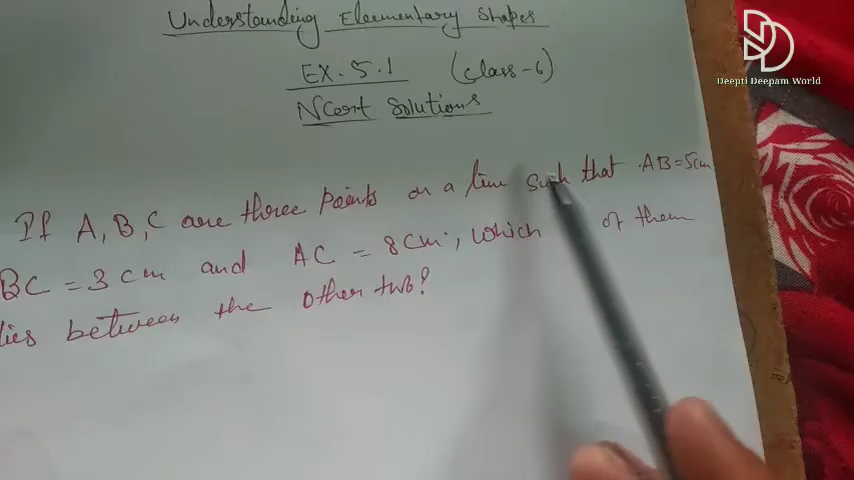 Understanding Elementary Shapes
EX. 5.1 (class-6)
NCert Solutions
If A, B, C are three points on a line such that AB=5cm
BC = 3 cm and AC = 8 cm, which of them
lies between the other two?
ND
Deepti Deepam World